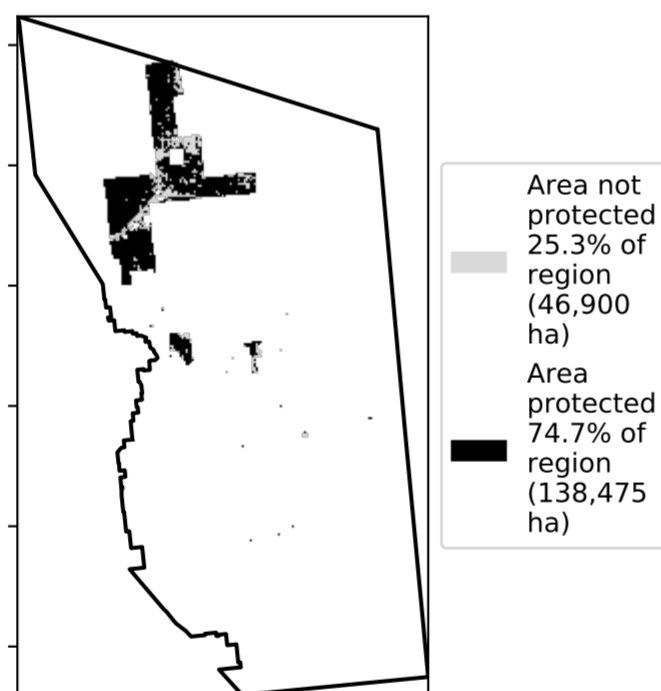 Area not
protected
25.3% of
region
(46,900
ha)
Area
protected
74.7% of
region
(138,475
ha)